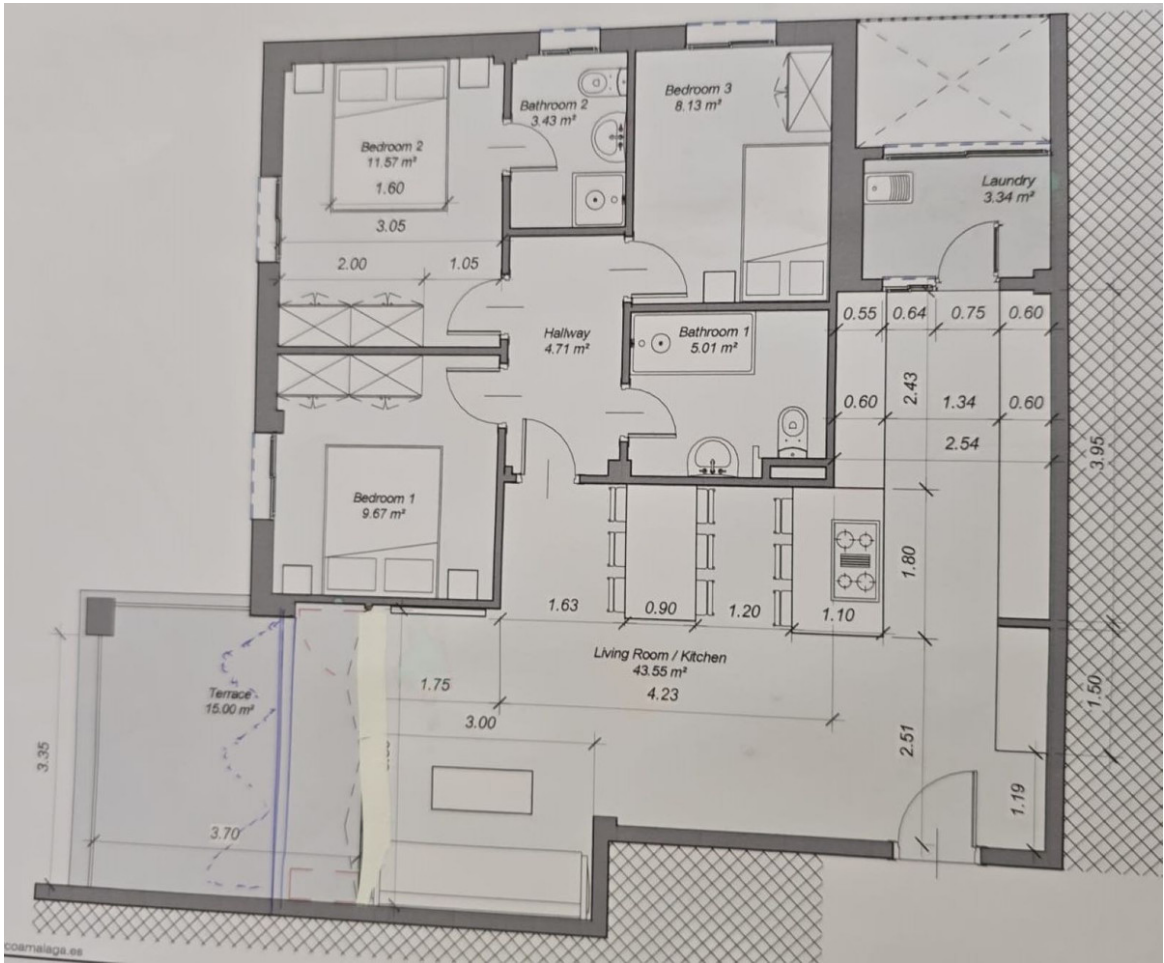 Bathroom 2
3.43 m²
Bedroom 3
8.13 m²
Bedroom 2
11.57 m²
1.60
3.05
2.00
1.05
Laundry
3.34 m²
Hallway
4.71 m²
Bathroom 1
5.01 m²
0.55
0.64
0.75
0.60
0.60
2.43
1.34
0.60
2.54
3.95
Bedroom 1
9.67 m²
1.80
1.63
0.90
1.20
1.10
Living Room / Kitchen
43.55 m²
4.23
1.75
3.00
Terrace
15.00 m²
3.35
3.70
2.51
1.50
1.19
coamalaga.es